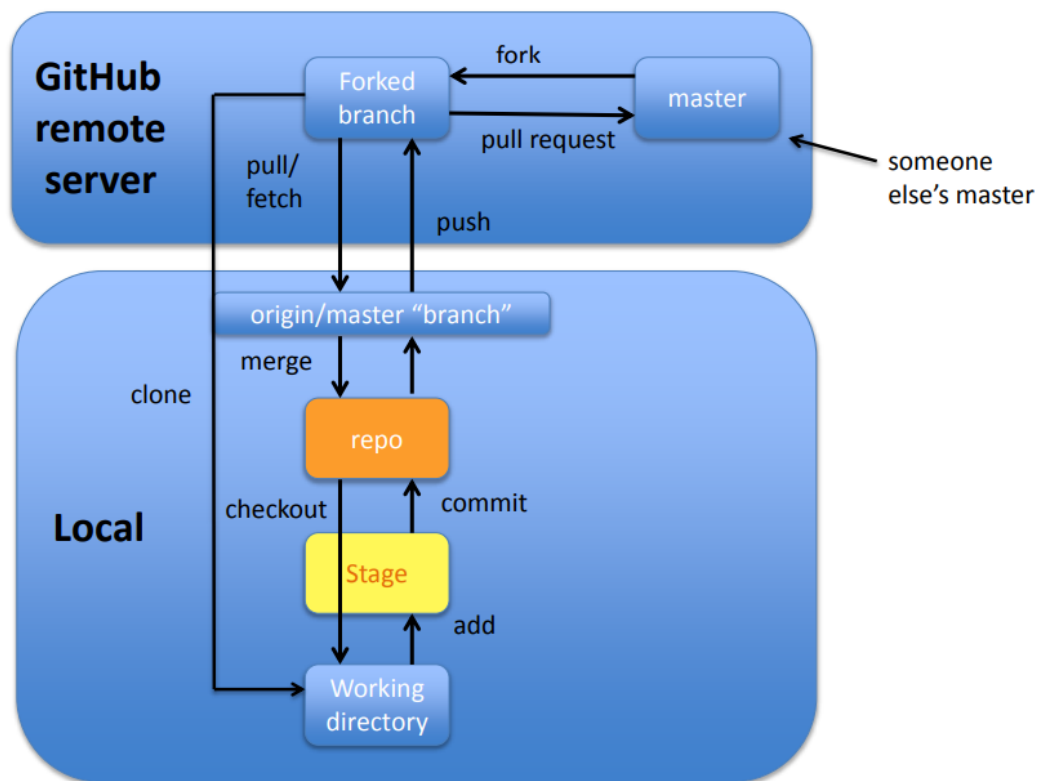 GitHub
remote
server
fork
Forked
branch
master
pull request
someone
else’s master
pull/
fetch
push
origin/master “branch”
merge
clone
repo
Local
checkout
commit
Stage
add
Working
directory